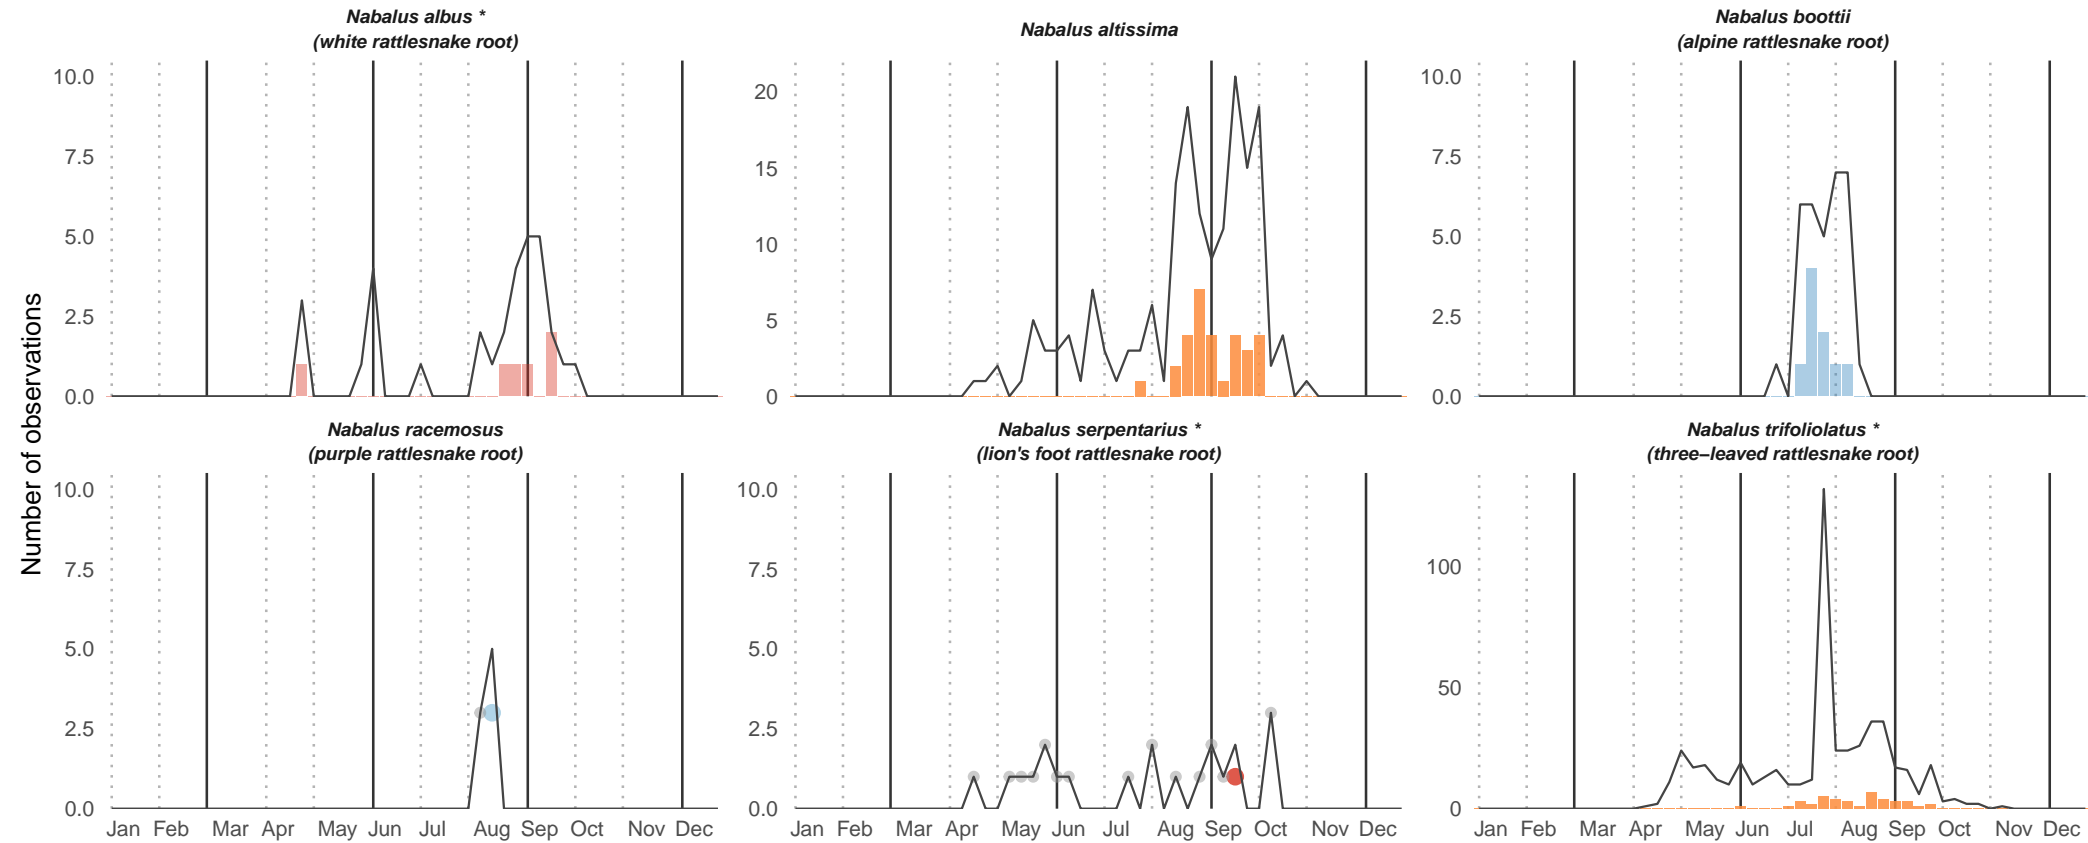 Nabalus albus *
(white rattlesnake root)
Nabalus altissima
Nabalus boottii
(alpine rattlesnake root)
10.0
7.5
5.0
2.5
0.0
20
15
10
5
0
10.0
7.5
5.0
2.5
0.0
Number of observations
Nabalus racemosus
(purple rattlesnake root)
Nabalus serpentarius *
(lion's foot rattlesnake root)
Nabalus trifoliolatus *
(three–leaved rattlesnake root)
10.0
7.5
5.0
2.5
0.0
10.0
7.5
5.0
2.5
0.0
100
50
0
Jan Feb Mar Apr May Jun Jul Aug Sep Oct Nov Dec
Jan Feb Mar Apr May Jun Jul Aug Sep Oct Nov Dec
Jan Feb Mar Apr May Jun Jul Aug Sep Oct Nov Dec